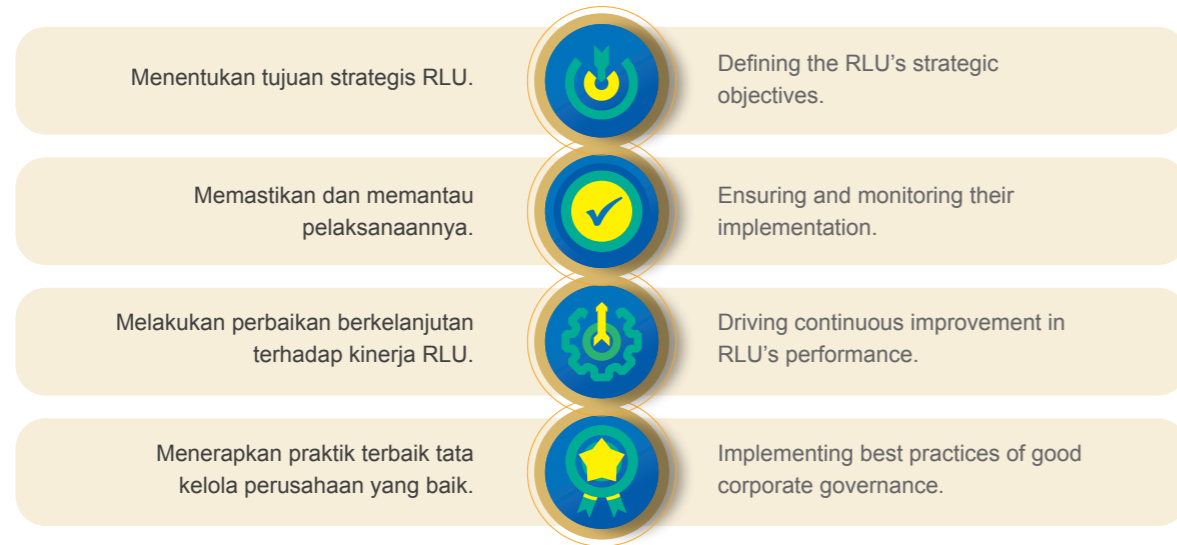 Menentukan tujuan strategis RLU.
Defining the RLU's strategic
objectives.
Memastikan dan memantau
pelaksanaannya.
Ensuring and monitoring their
implementation.
Melakukan perbaikan berkelanjutan
terhadap kinerja RLU.
Driving continuous improvement in
RLU's performance.
Menerapkan praktik terbaik tata
kelola perusahaan yang baik.
Implementing best practices of good
corporate governance.